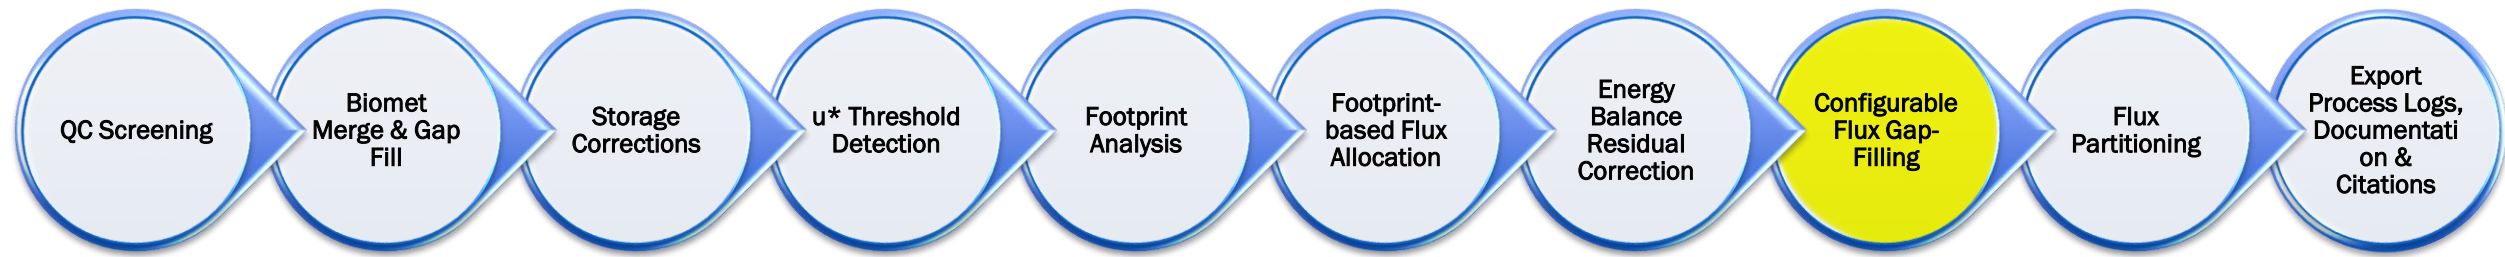 QC Screening
Biomet
Merge & Gap
Fill
Storage
Corrections
u* Threshold
Detection
Footprint
Analysis
Footprint-
based Flux
Allocation
Energy
Balance
Residual
Correction
Configurable
Flux Gap-
Filling
Flux
Partitioning
Export
Process Logs,
Documentati
on &
Citations